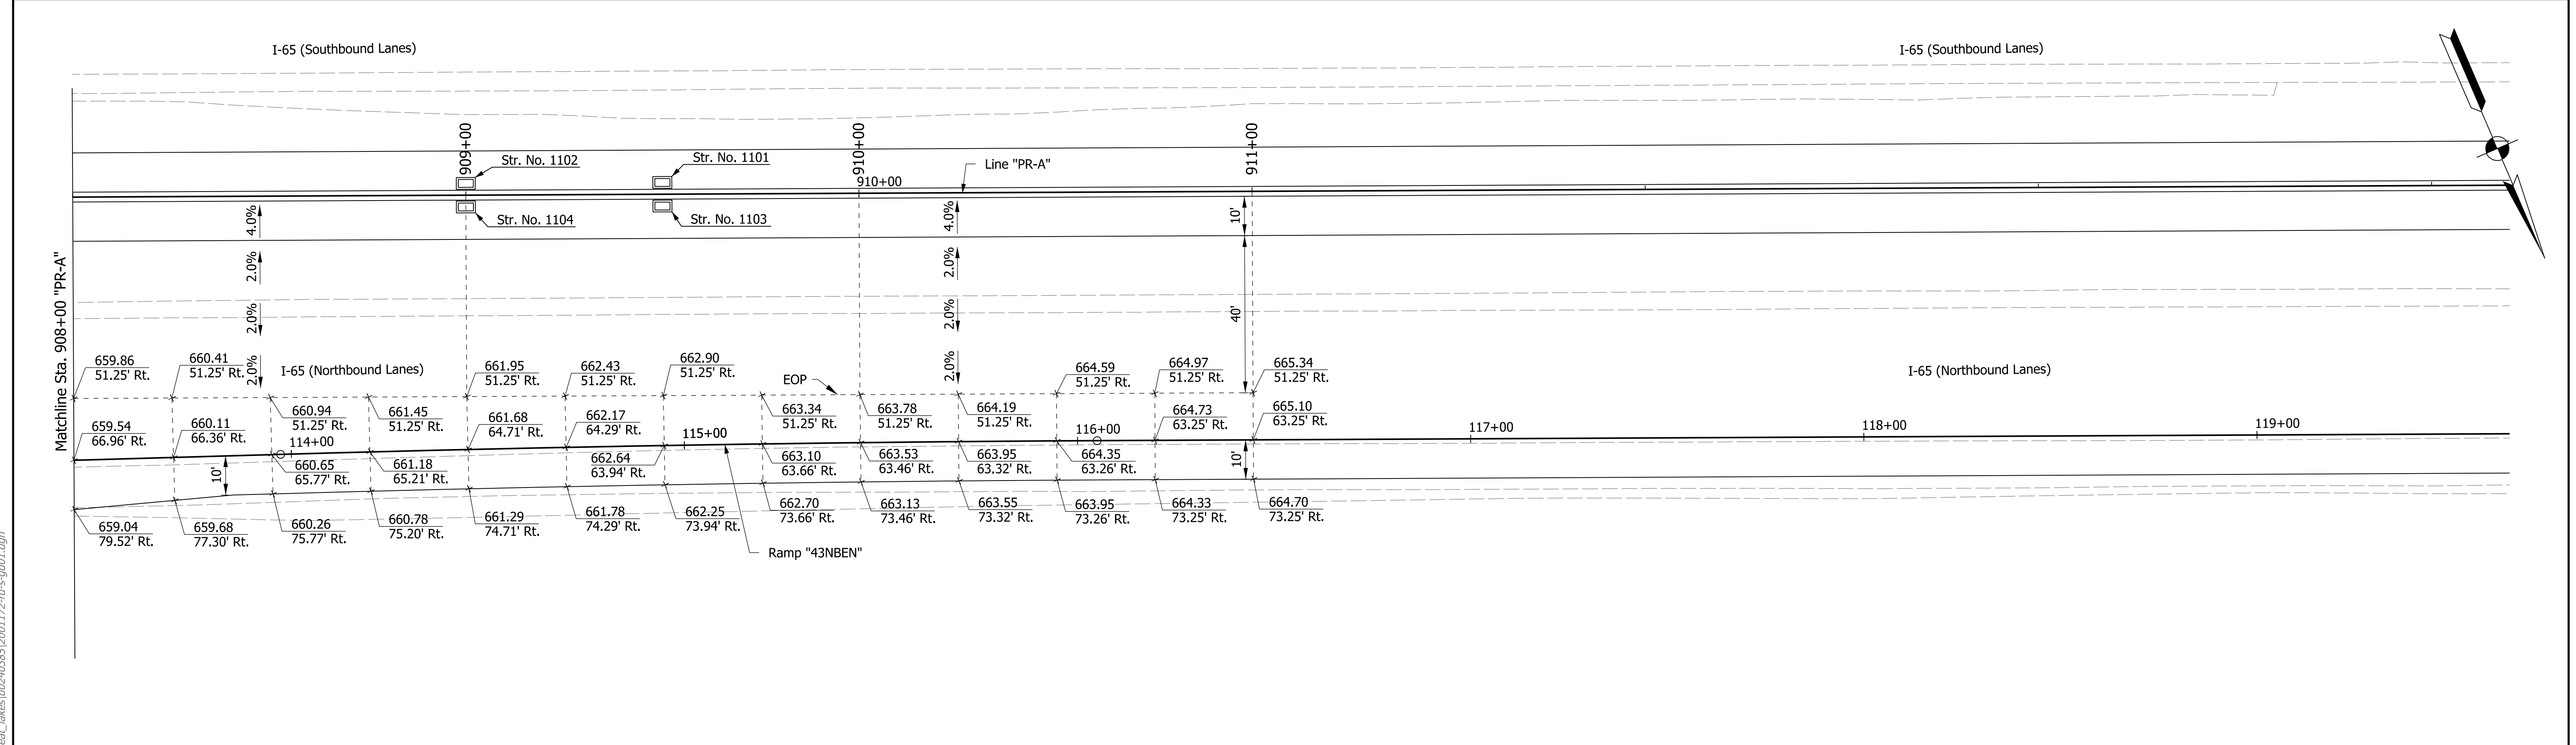 I-65 (Southbound Lanes)
I-65 (Southbound Lanes)
909+00
910+00
911+00
Str. No. 1102
Str. No. 1101
Line "PR-A"
910+00
Str. No. 1104
Str. No. 1103
4.0%
4.0%
10'
2.0%
2.0%
2.0%
2.0%
40'
2.0%
2.0%
Matchline Sta. 908+00 "PR-A"
I-65 (Northbound Lanes)
I-65 (Northbound Lanes)
EOP
659.86
51.25' Rt.
660.41
51.25' Rt.
660.94
51.25' Rt.
661.45
51.25' Rt.
661.95
51.25' Rt.
662.43
51.25' Rt.
662.90
51.25' Rt.
663.34
51.25' Rt.
663.78
51.25' Rt.
664.19
51.25' Rt.
664.59
51.25' Rt.
664.97
51.25' Rt.
665.34
51.25' Rt.
659.54
66.96' Rt.
660.11
66.36' Rt.
114+00
660.65
65.77' Rt.
661.18
65.21' Rt.
661.68
64.71' Rt.
662.17
64.29' Rt.
662.64
63.94' Rt.
115+00
663.10
63.66' Rt.
663.53
63.46' Rt.
663.95
63.32' Rt.
116+00
664.35
63.26' Rt.
664.73
63.25' Rt.
665.10
63.25' Rt.
117+00
118+00
119+00
10'
10'
659.04
79.52' Rt.
659.68
77.30' Rt.
660.26
75.77' Rt.
660.78
75.20' Rt.
661.29
74.71' Rt.
661.78
74.29' Rt.
662.25
73.94' Rt.
662.70
73.66' Rt.
663.13
73.46' Rt.
663.55
73.32' Rt.
663.95
73.26' Rt.
664.33
73.25' Rt.
664.70
73.25' Rt.
Ramp "43NBEN"